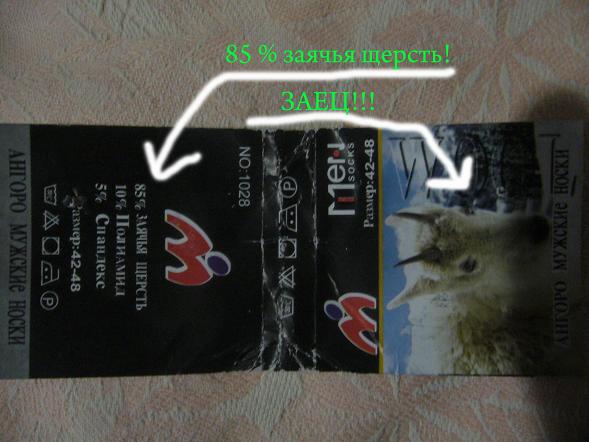 85 % заячья щерсть!
ЗАЕЦ!!!
АНГОРО МУЖСКИЕ НОСКИ
85% ЗАЯЧЬЯ ЩЕРСТЬ
10% Полиамид
5% Спандекс
Размер:42-48
NO:1028
Men
SOCKS
Размер:42-48
АНГОРО МУЖСКИЕ НОСКИ